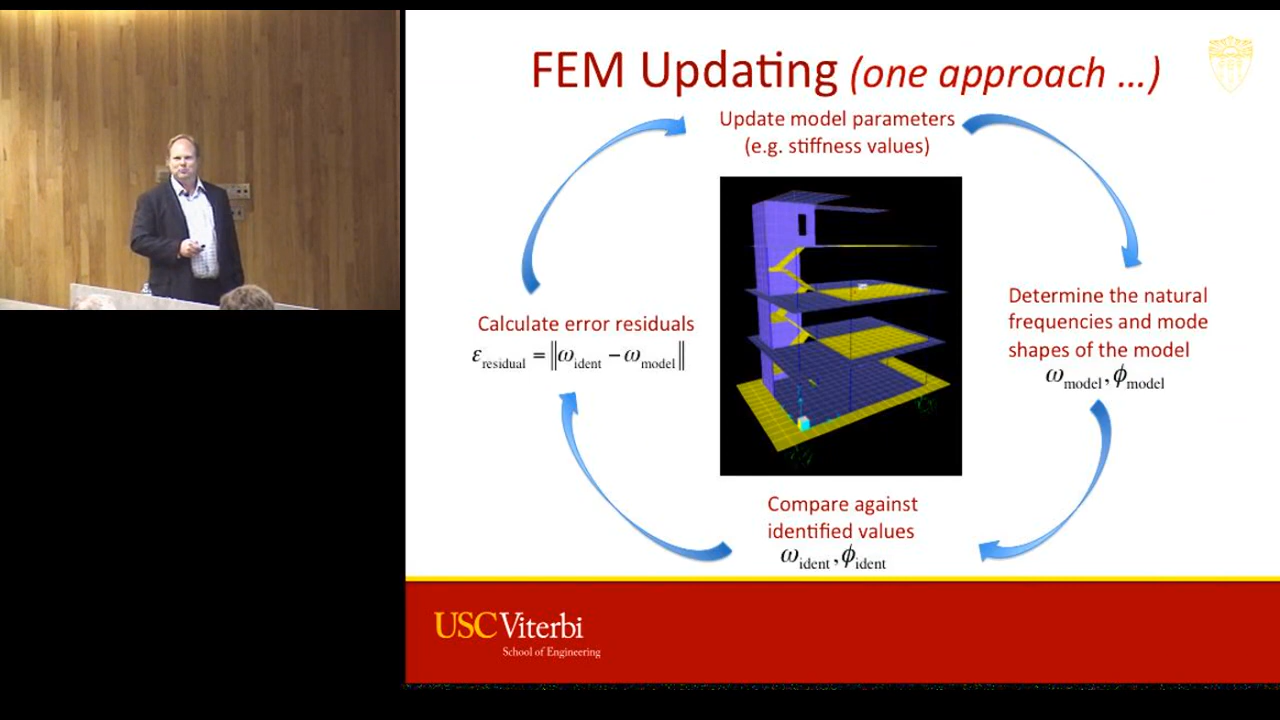 FEM Updating (one approach ...)
Update model parameters
(e.g. stiffness values)
Determine the natural
frequencies and mode
shapes of the model
ω_model, ϕ_model
Compare against
identified values
ω_ident, ϕ_ident
Calculate error residuals
ε_residual = ‖ω_ident − ω_model‖
USC Viterbi
School of Engineering